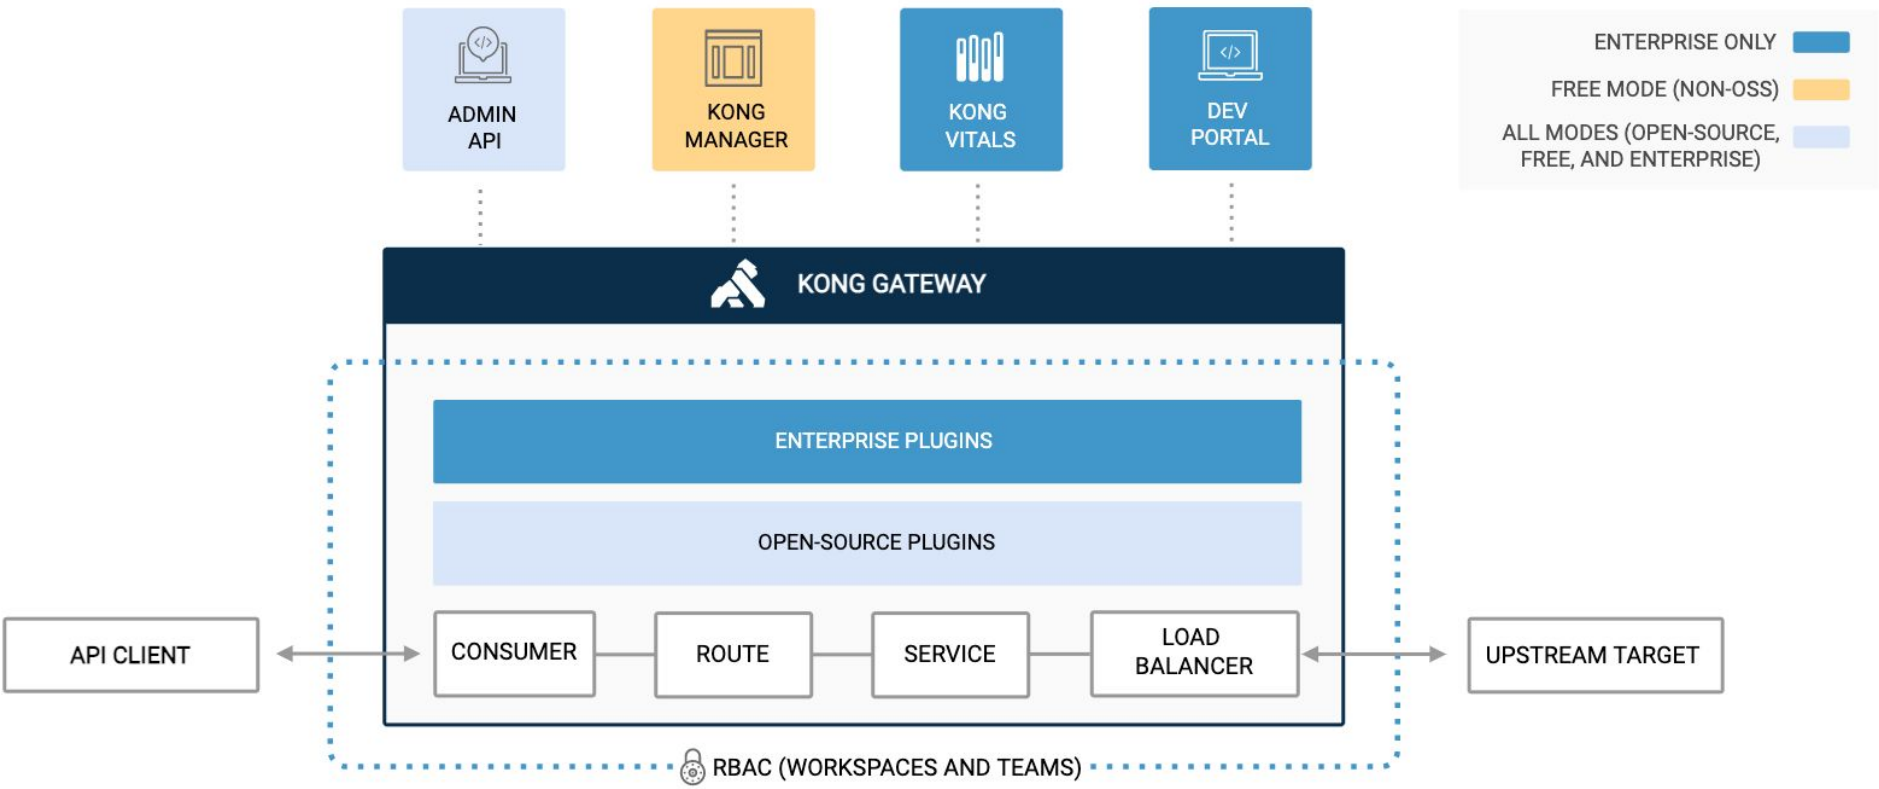 ADMIN
API
KONG
MANAGER
KONG
VITALS
DEV
PORTAL
ENTERPRISE ONLY
FREE MODE (NON-OSS)
ALL MODES (OPEN-SOURCE,
FREE, AND ENTERPRISE)
KONG GATEWAY
ENTERPRISE PLUGINS
OPEN-SOURCE PLUGINS
API CLIENT
CONSUMER
ROUTE
SERVICE
LOAD
BALANCER
UPSTREAM TARGET
RBAC (WORKSPACES AND TEAMS)